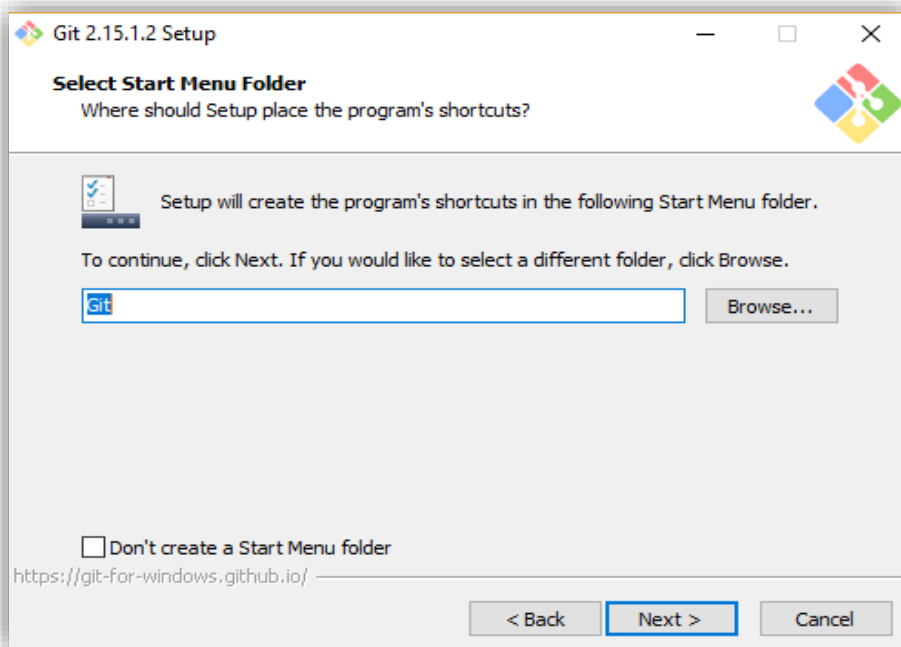 Git 2.15.1.2 Setup
Select Start Menu Folder
Where should Setup place the program's shortcuts?
Setup will create the program's shortcuts in the following Start Menu folder.
To continue, click Next. If you would like to select a different folder, click Browse.
Git
Browse...
Don't create a Start Menu folder
https://git-for-windows.github.io/
< Back
Next >
Cancel